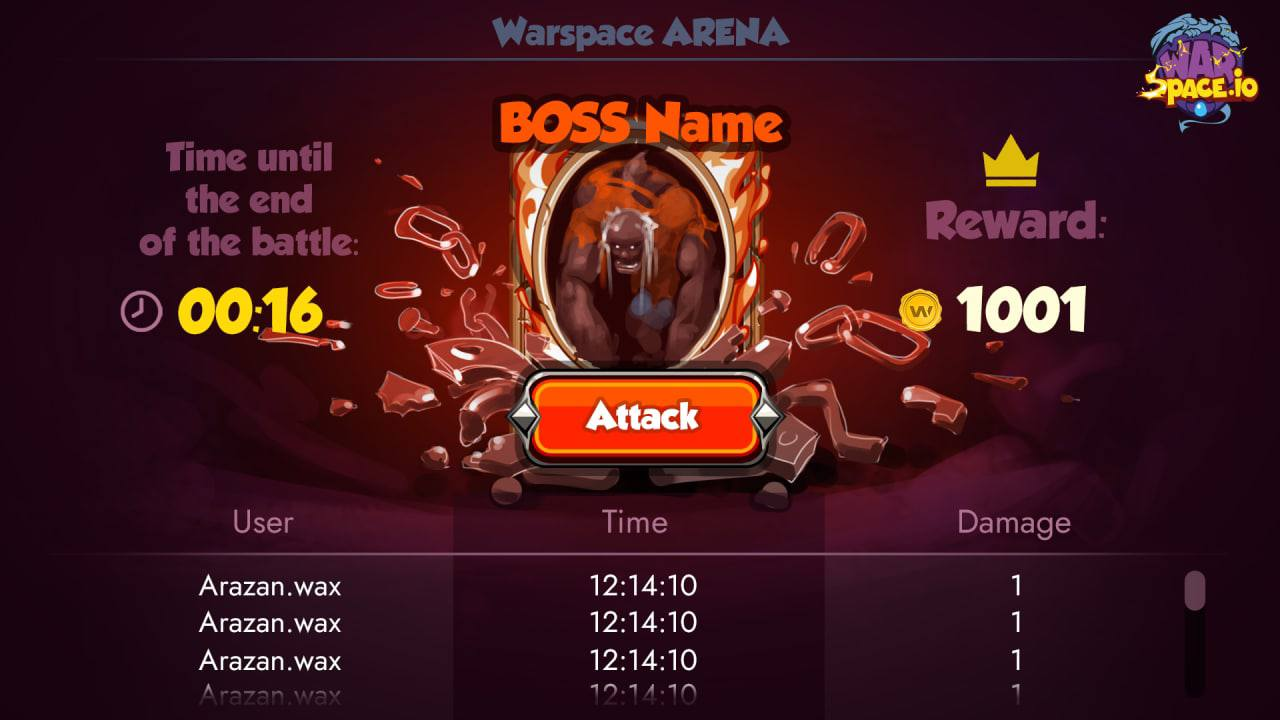 Warspace ARENA
WAR
SPACE.io
BOSS Name
Time until
the end
of the battle:
00:16
Reward:
W 1001
Attack
User Time Damage
Arazan.wax 12:14:10 1
Arazan.wax 12:14:10 1
Arazan.wax 12:14:10 1
Arazan.wax 12:14:10 1